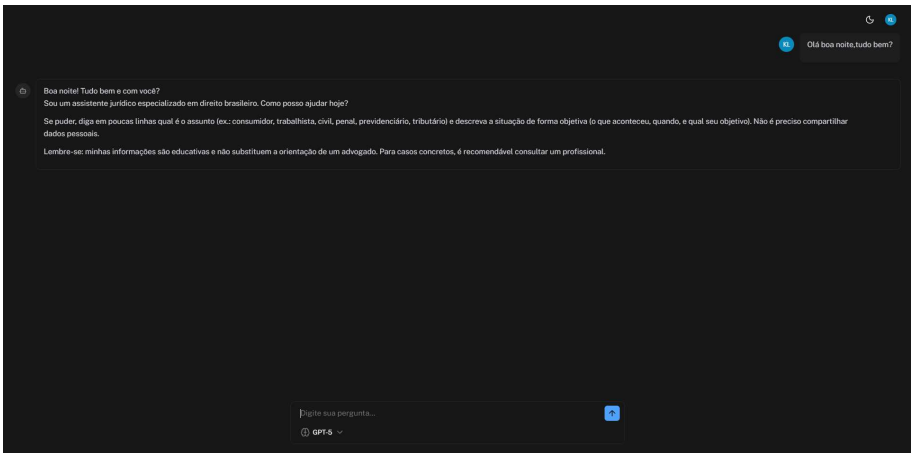 KL
KL
Olá boa noite,tudo bem?
Boa noite! Tudo bem e com você?
Sou um assistente jurídico especializado em direito brasileiro. Como posso ajudar hoje?
Se puder, diga em poucas linhas qual é o assunto (ex.: consumidor, trabalhista, civil, penal, previdenciário, tributário) e descreva a situação de forma objetiva (o que aconteceu, quando, e qual seu objetivo). Não é preciso compartilhar
dados pessoais.
Lembre-se: minhas informações são educativas e não substituem a orientação de um advogado. Para casos concretos, é recomendável consultar um profissional.
Digite sua pergunta...
GPT-5